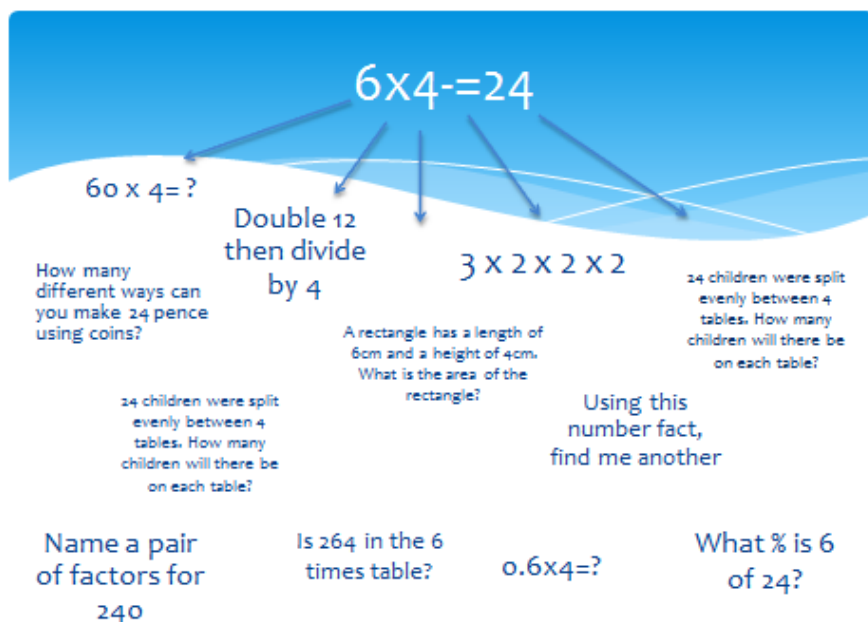 6x4-=24
60 x 4= ?
Double 12
then divide
by 4
3 x 2 x 2 x 2
How many
different ways can
you make 24 pence
using coins?
24 children were split
evenly between 4
tables. How many
children will there be
on each table?
A rectangle has a length of
6cm and a height of 4cm.
What is the area of the
rectangle?
24 children were split
evenly between 4
tables. How many
children will there be
on each table?
Using this
number fact,
find me another
Name a pair
of factors for
240
Is 264 in the 6
times table?
0.6x4=?
What % is 6
of 24?